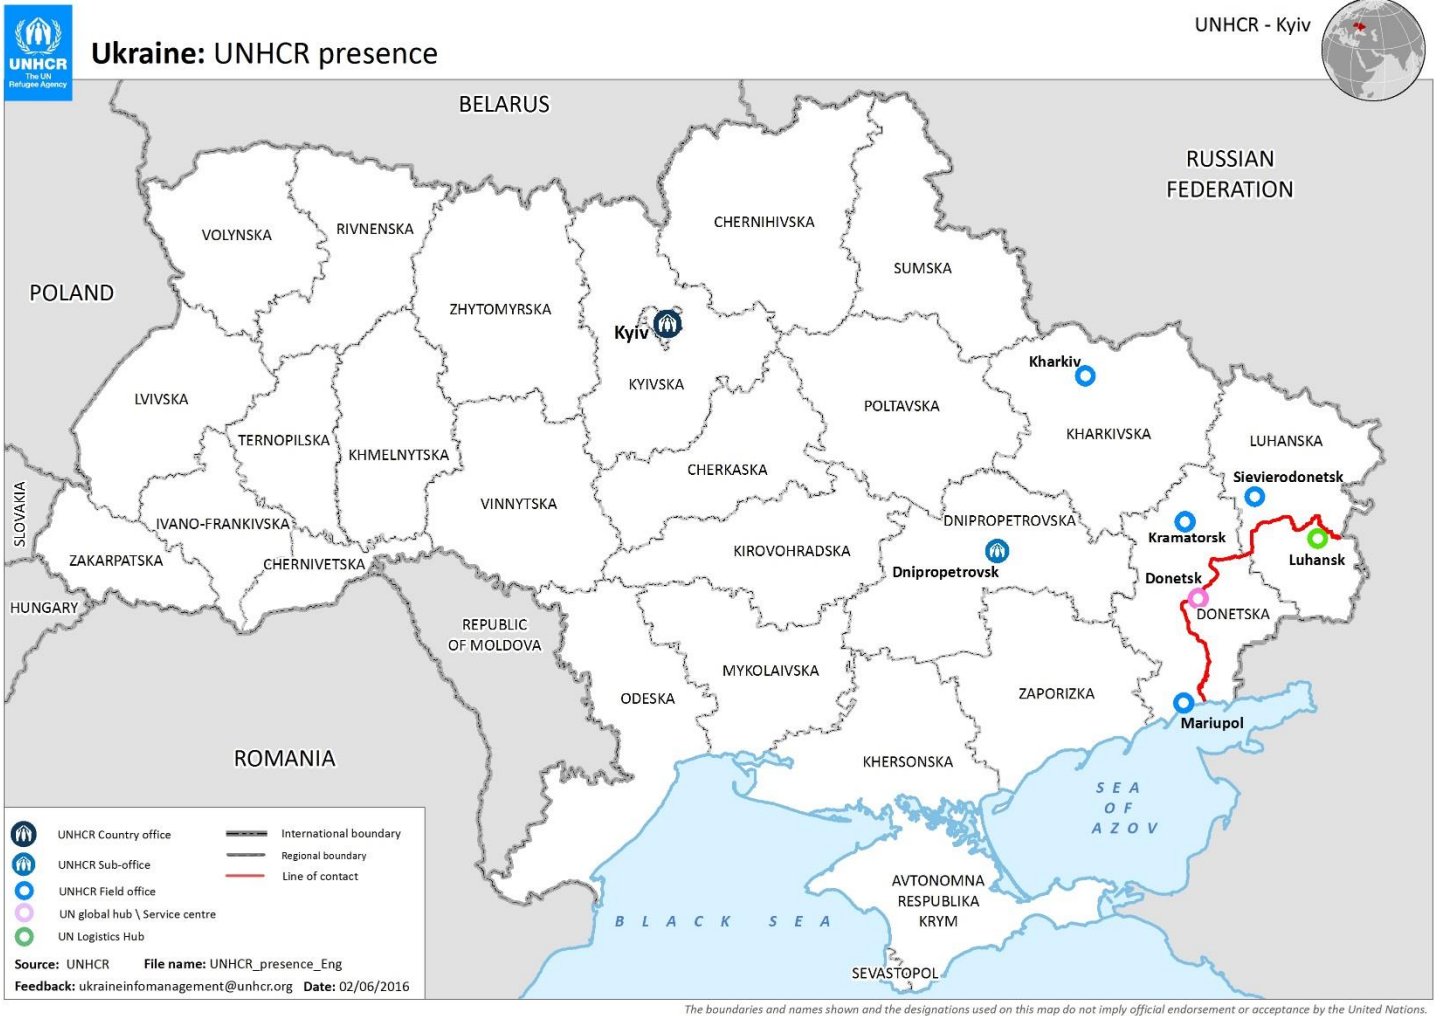 UNHCR
The UN
Refugee Agency
Ukraine: UNHCR presence
UNHCR - Kyiv
BELARUS
RUSSIAN
FEDERATION
POLAND
VOLYNSKA
RIVNENSKA
CHERNIHIVSKA
SUMSKA
ZHYTOMYRSKA
Kyiv
KYIVSKA
Kharkiv
LVIVSKA
POLTAVSKA
KHARKIVSKA
LUHANSKA
TERNOPILSKA
KHMELNYTSKA
CHERKASKA
Sievierodonetsk
SLOVAKIA
VINNYTSKA
IVANO-FRANKIVSKA
DNIPROPETROVSKA
Kramatorsk
KIROVOHRADSKA
ZAKARPATSKA
CHERNIVETSKA
Luhansk
Dnipropetrovsk
Donetsk
HUNGARY
DONETSKA
REPUBLIC
OF MOLDOVA
MYKOLAIVSKA
ODESKA
ZAPORIZKA
Mariupol
ROMANIA
KHERSONSKA
SEA
OF
AZOV
AVTONOMNA
RESPUBLIKA
KRYM
BLACK SEA
SEVASTOPOL
UNHCR Country office
UNHCR Sub-office
UNHCR Field office
UN global hub \ Service centre
UN Logistics Hub
International boundary
Regional boundary
Line of contact
Source: UNHCR File name: UNHCR_presence_Eng
Feedback: ukraineinfomanagement@unhcr.org Date: 02/06/2016
The boundaries and names shown and the designations used on this map do not imply official endorsement or acceptance by the United Nations.